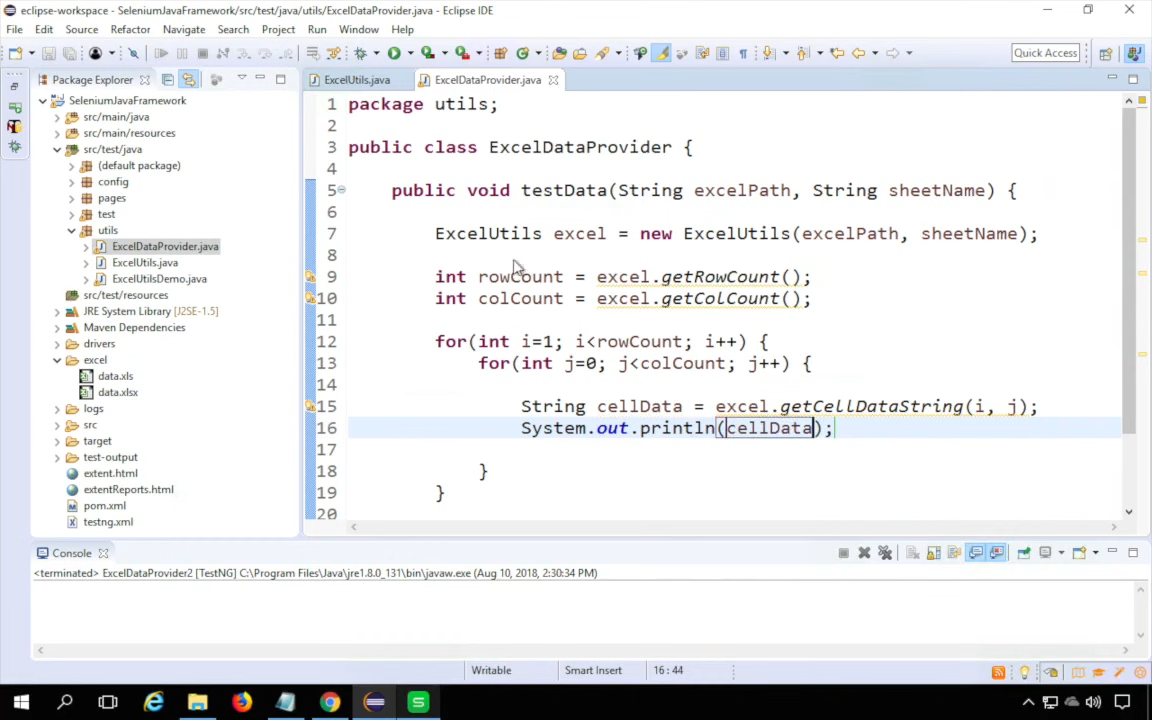 eclipse-workspace - SeleniumJavaFramework/src/test/java/utils/ExcelDataProvider.java - Eclipse IDE
File Edit Source Refactor Navigate Search Project Run Window Help
Quick Access
Package Explorer
SeleniumJavaFramework
src/main/java
src/main/resources
src/test/java
(default package)
config
pages
test
utils
ExcelDataProvider.java
ExcelUtils.java
ExcelUtilsDemo.java
src/test/resources
JRE System Library [J2SE-1.5]
Maven Dependencies
drivers
excel
data.xls
data.xlsx
logs
src
target
test-output
extent.html
extentReports.html
pom.xml
testng.xml
ExcelUtils.java ExcelDataProvider.java
1 package utils;
2
3 public class ExcelDataProvider {
4
5 public void testData(String excelPath, String sheetName) {
6
7 ExcelUtils excel = new ExcelUtils(excelPath, sheetName);
8
9 int rowCount = excel.getRowCount();
10 int colCount = excel.getColCount();
11
12 for(int i=1; i<rowCount; i++) {
13 for(int j=0; j<colCount; j++) {
14
15 String cellData = excel.getCellDataString(i, j);
16 System.out.println(cellData);
17
18 }
19 }
20
Console
<terminated> ExcelDataProvider2 [TestNG] C:\Program Files\Java\jre1.8.0_131\bin\javaw.exe (Aug 10, 2018, 2:30:34 PM)
Writable Smart Insert 16 : 44